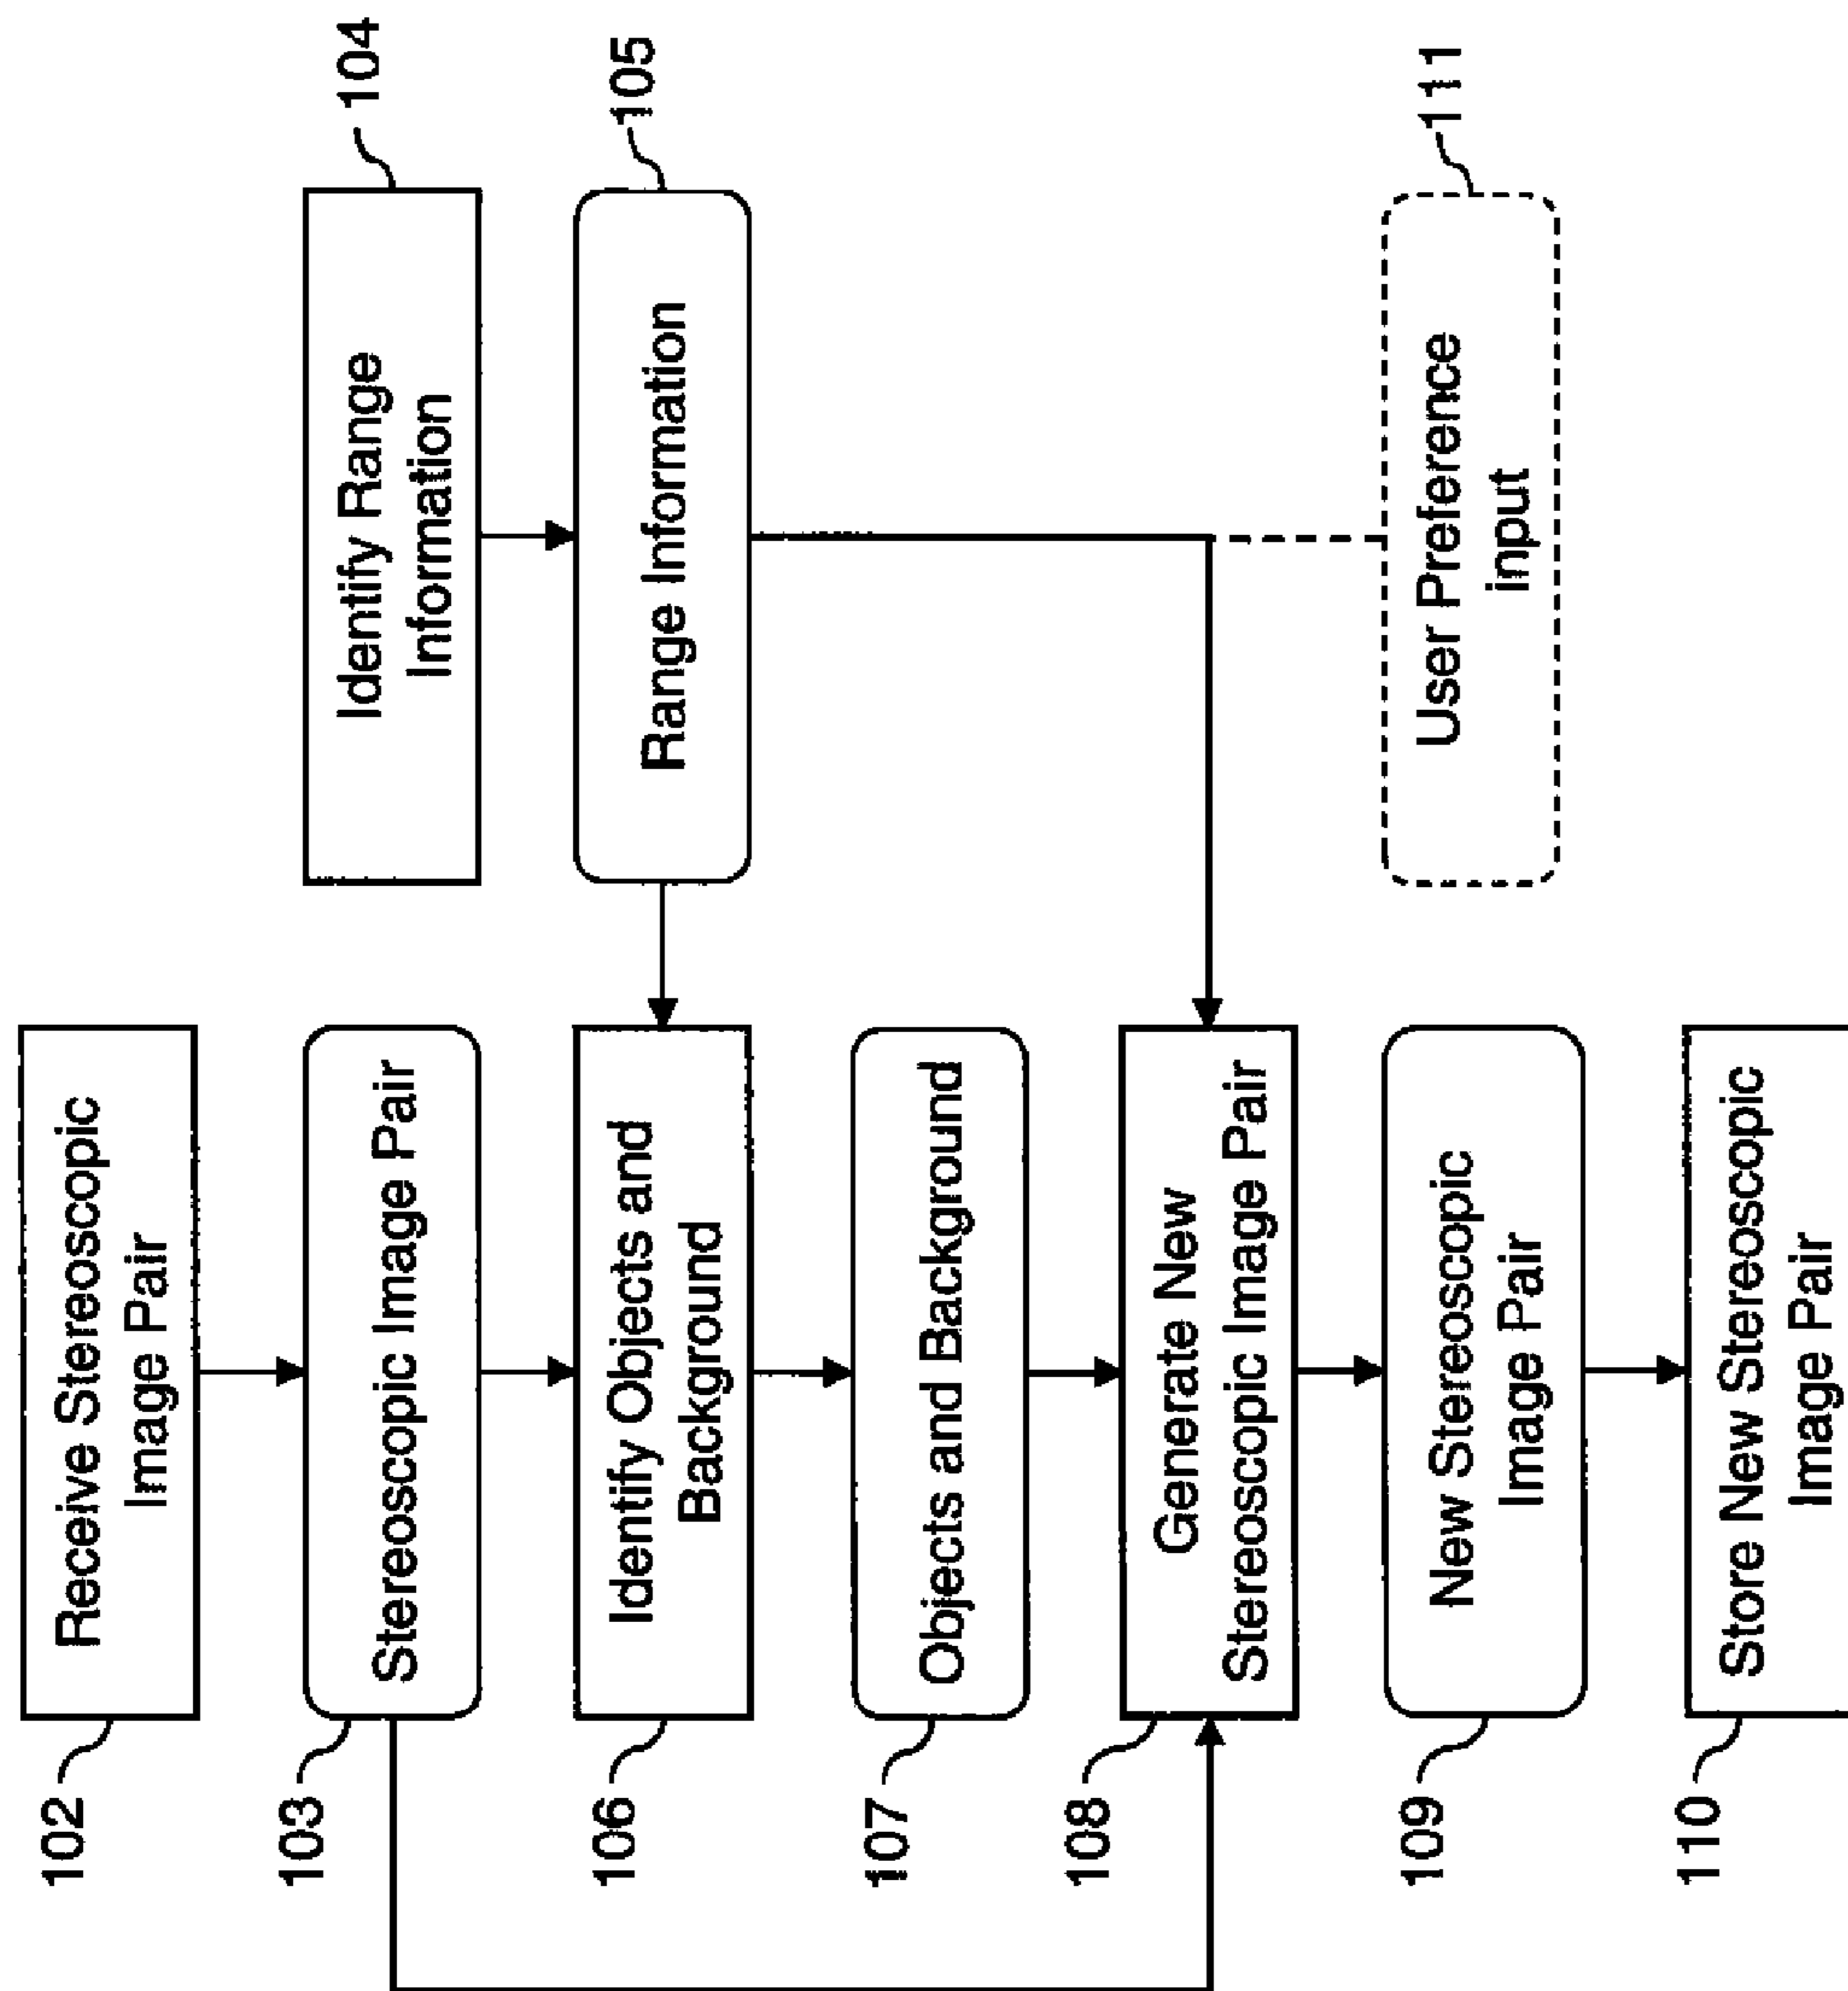 102
Receive Stereoscopic
Image Pair
103
Stereoscopic Image Pair
104
Identify Range
Information
105
Range Information
106
Identify Objects and
Background
107
Objects and Background
108
Generate New
Stereoscopic Image Pair
109
New Stereoscopic
Image Pair
111
User Preference
input
110
Store New Stereoscopic
Image Pair